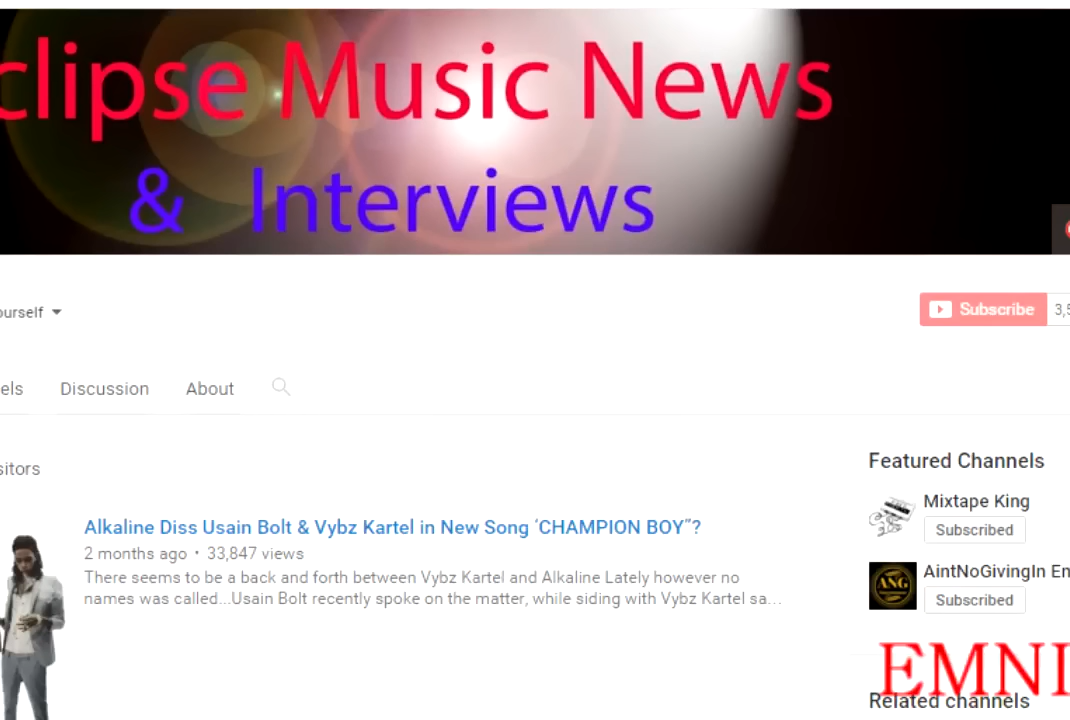 clipse Music News
& Interviews
ourself
Subscribe 3,5
els Discussion About
sitors
Featured Channels
Mixtape King
Subscribed
Alkaline Diss Usain Bolt & Vybz Kartel in New Song ‘CHAMPION BOY”?
2 months ago • 33,847 views
There seems to be a back and forth between Vybz Kartel and Alkaline Lately however no
names was called...Usain Bolt recently spoke on the matter, while siding with Vybz Kartel sa...
ANG
AintNoGivingIn En
Subscribed
EMNI
Related channels